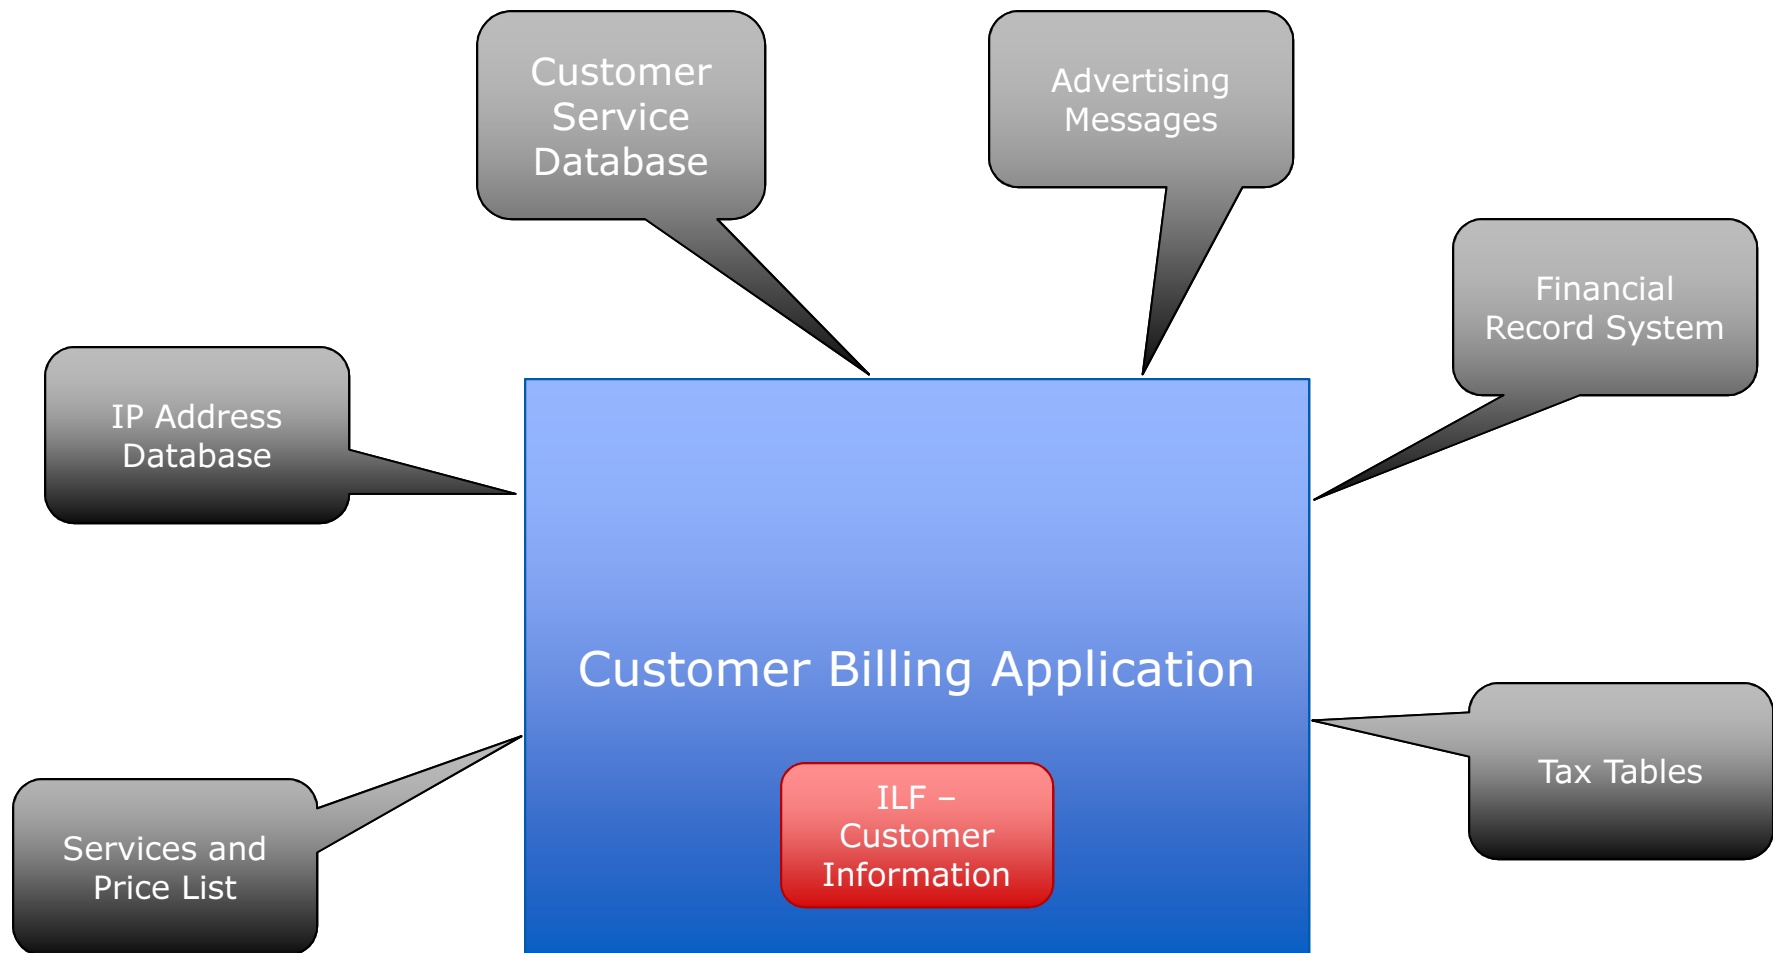 Customer
Service
Database
Advertising
Messages
Financial
Record System
IP Address
Database
Customer Billing Application
Tax Tables
ILF –
Customer
Information
Services and
Price List